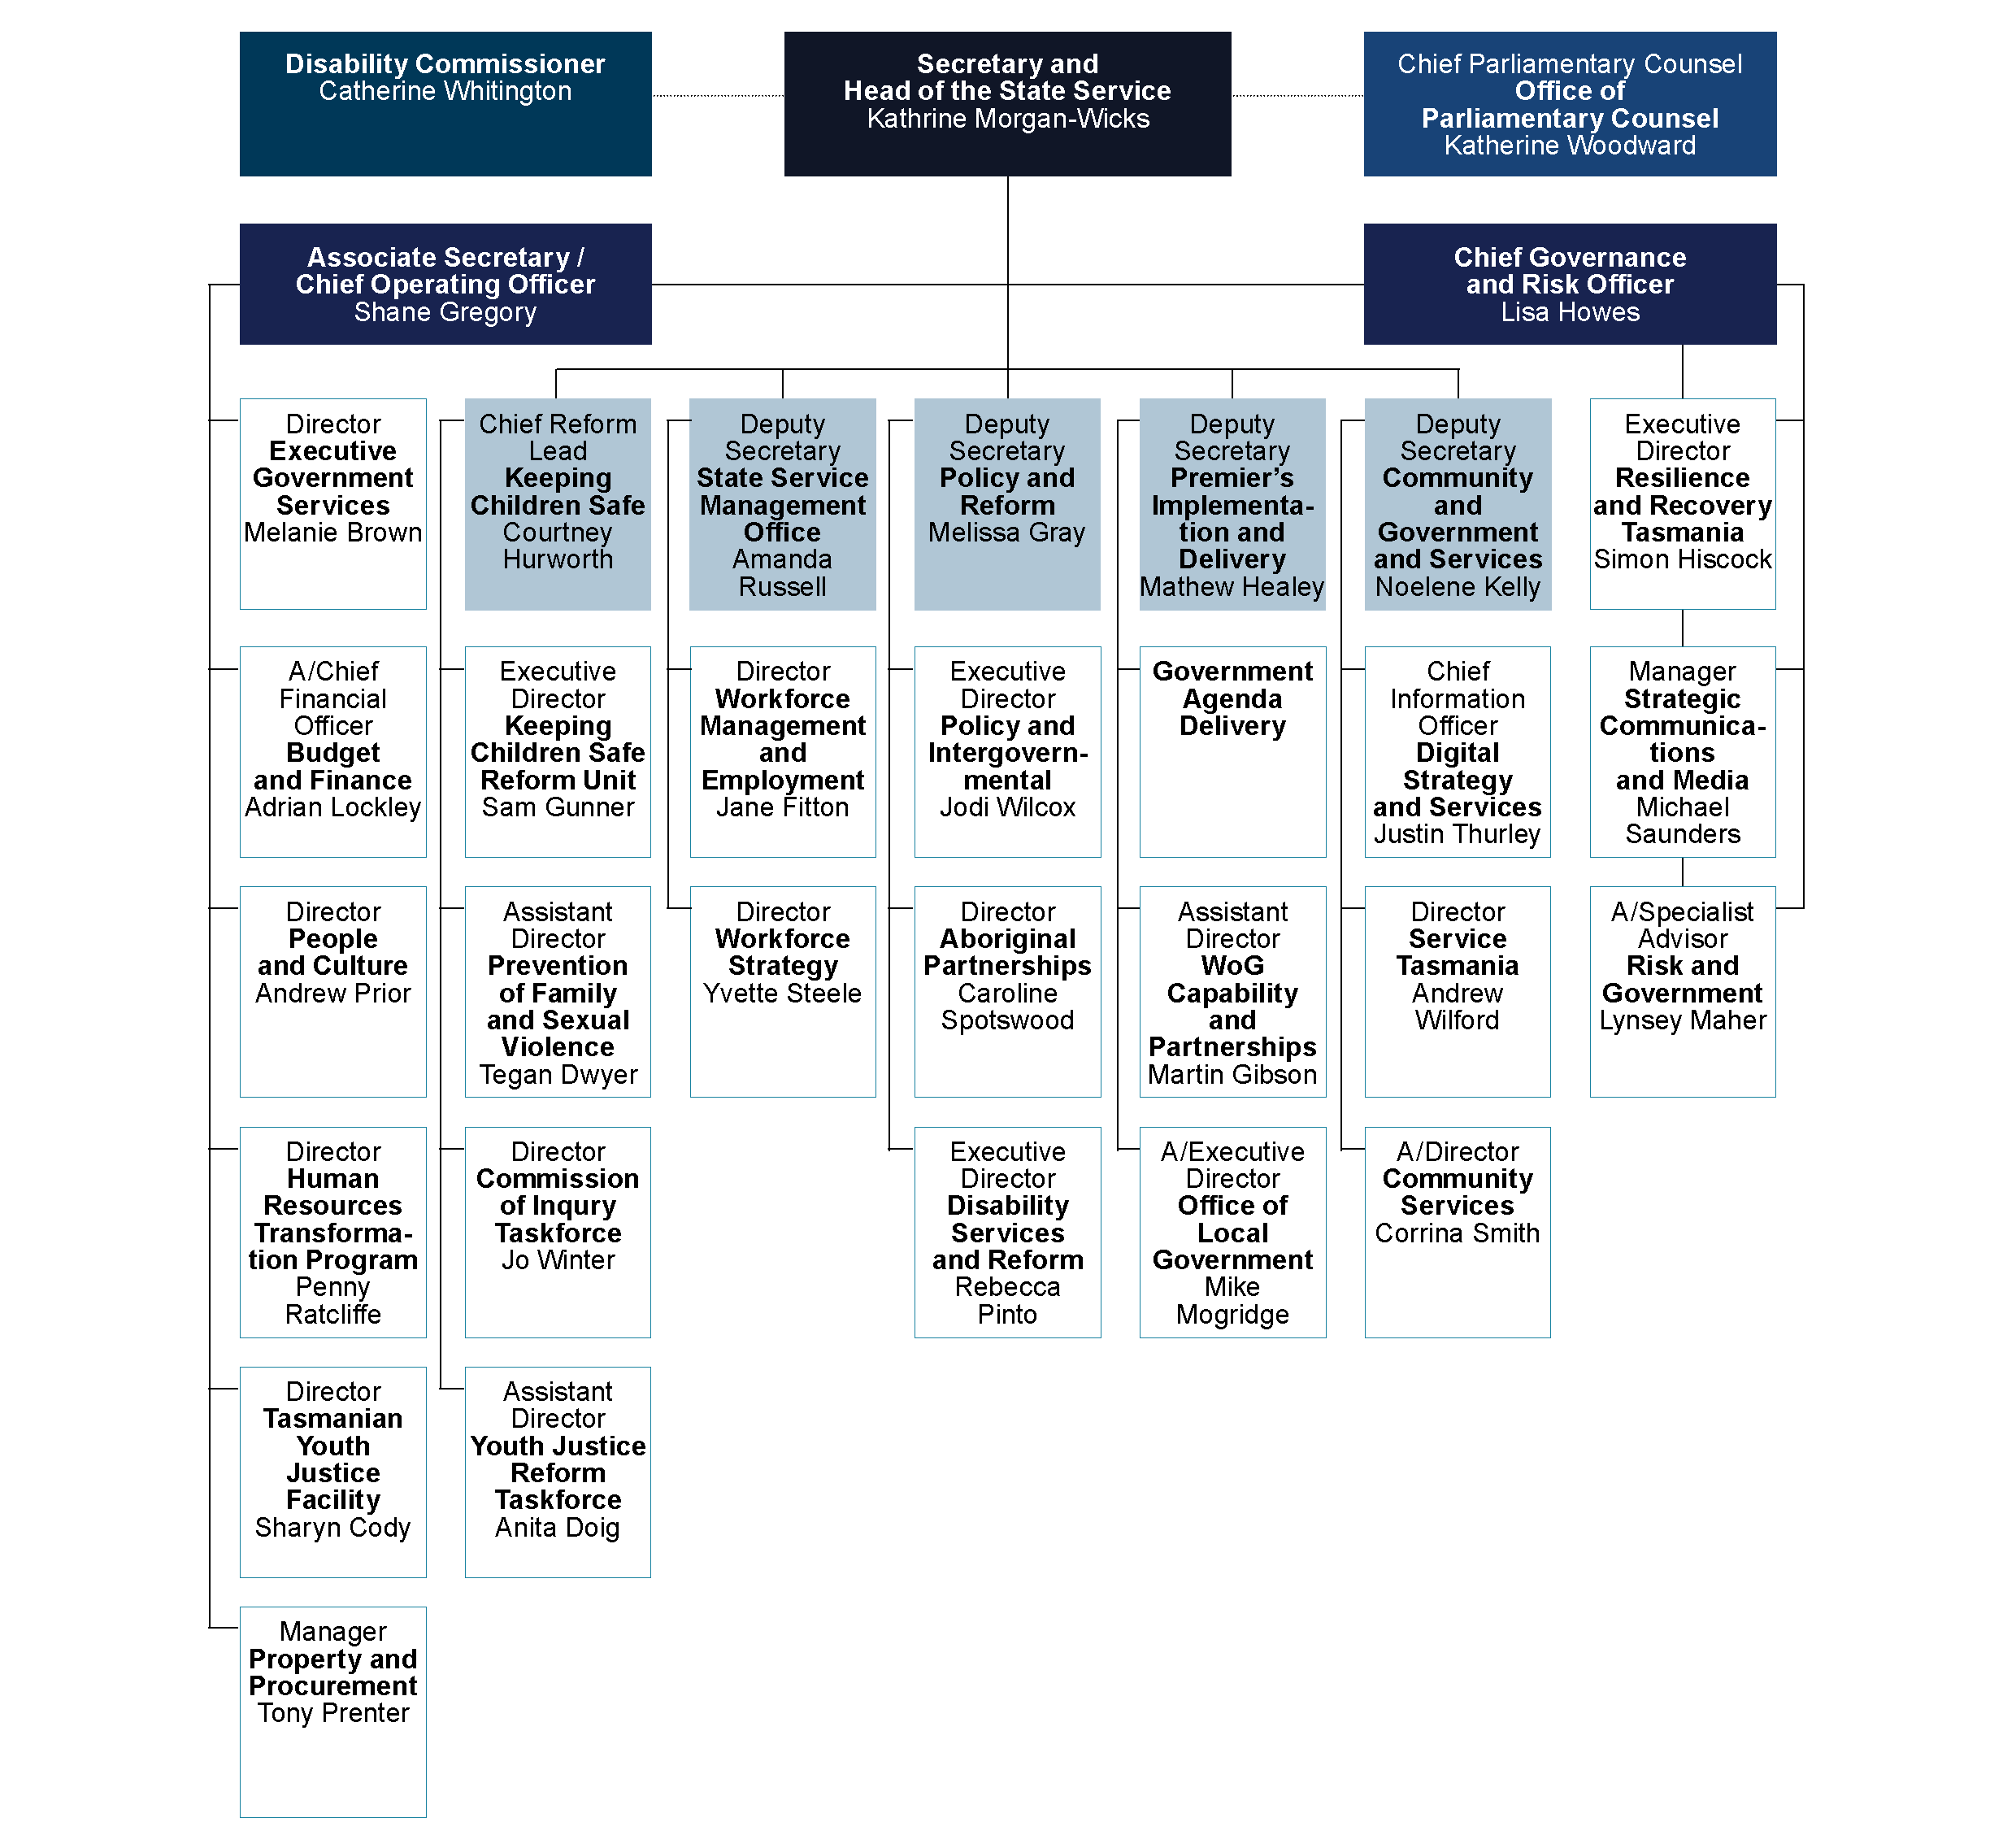 Disability Commissioner
Catherine Whitington
Secretary and
Head of the State Service
Kathrine Morgan-Wicks
Chief Parliamentary Counsel
Office of
Parliamentary Counsel
Katherine Woodward
Associate Secretary /
Chief Operating Officer
Shane Gregory
Chief Governance
and Risk Officer
Lisa Howes
Director
Executive
Government
Services
Melanie Brown
Chief Reform
Lead
Keeping
Children Safe
Courtney
Hurworth
Deputy
Secretary
State Service
Management
Office
Amanda
Russell
Deputy
Secretary
Policy and
Reform
Melissa Gray
Deputy
Secretary
Premier’s
Implementa-
tion and
Delivery
Mathew Healey
Deputy
Secretary
Community
and
Government
and Services
Noelene Kelly
Executive
Director
Resilience
and Recovery
Tasmania
Simon Hiscock
A/Chief
Financial
Officer
Budget
and Finance
Adrian Lockley
Executive
Director
Keeping
Children Safe
Reform Unit
Sam Gunner
Director
Workforce
Management
and
Employment
Jane Fitton
Executive
Director
Policy and
Intergovern-
mental
Jodi Wilcox
Government
Agenda
Delivery
Chief
Information
Officer
Digital
Strategy
and Services
Justin Thurley
Manager
Strategic
Communica-
tions
and Media
Michael
Saunders
Director
People
and Culture
Andrew Prior
Assistant
Director
Prevention
of Family
and Sexual
Violence
Tegan Dwyer
Director
Workforce
Strategy
Yvette Steele
Director
Aboriginal
Partnerships
Caroline
Spotswood
Assistant
Director
WoG
Capability
and
Partnerships
Martin Gibson
Director
Service
Tasmania
Andrew
Wilford
A/Specialist
Advisor
Risk and
Government
Lynsey Maher
Director
Human
Resources
Transforma-
tion Program
Penny
Ratcliffe
Director
Commission
of Inqury
Taskforce
Jo Winter
Executive
Director
Disability
Services
and Reform
Rebecca
Pinto
A/Executive
Director
Office of
Local
Government
Mike
Mogridge
A/Director
Community
Services
Corrina Smith
Director
Tasmanian
Youth
Justice
Facility
Sharyn Cody
Assistant
Director
Youth Justice
Reform
Taskforce
Anita Doig
Manager
Property and
Procurement
Tony Prenter